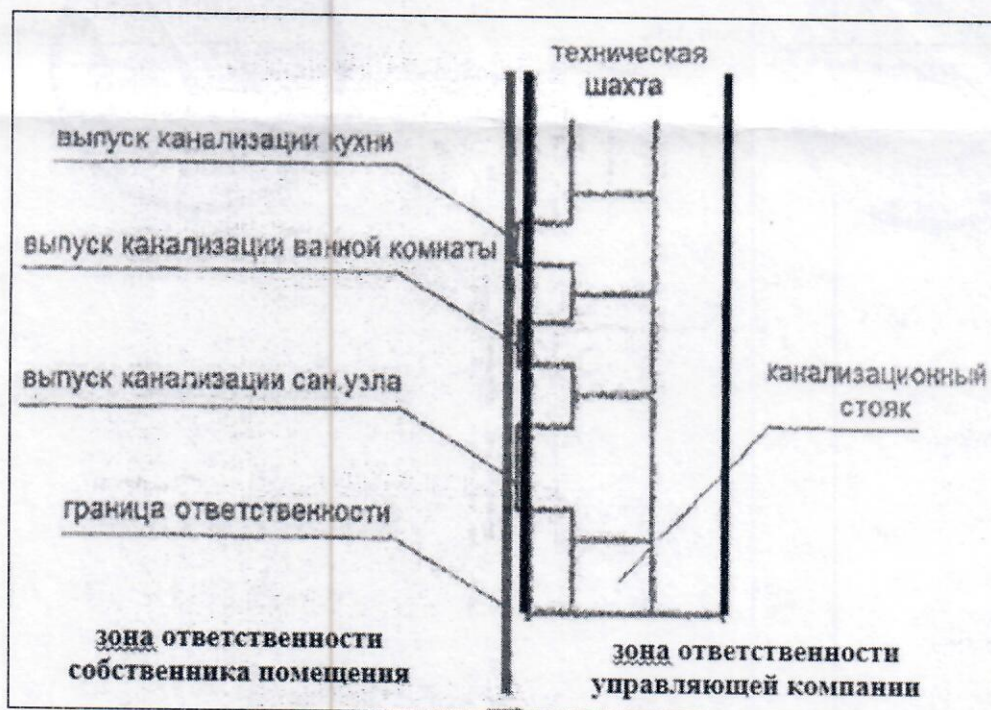 техническая
шахта
выпуск канализации кухни
выпуск канализации ванной комнаты
выпуск канализации сан.узла
канализационный
стояк
граница ответственности
зона ответственности
собственника помещения
зона ответственности
управляющей компании